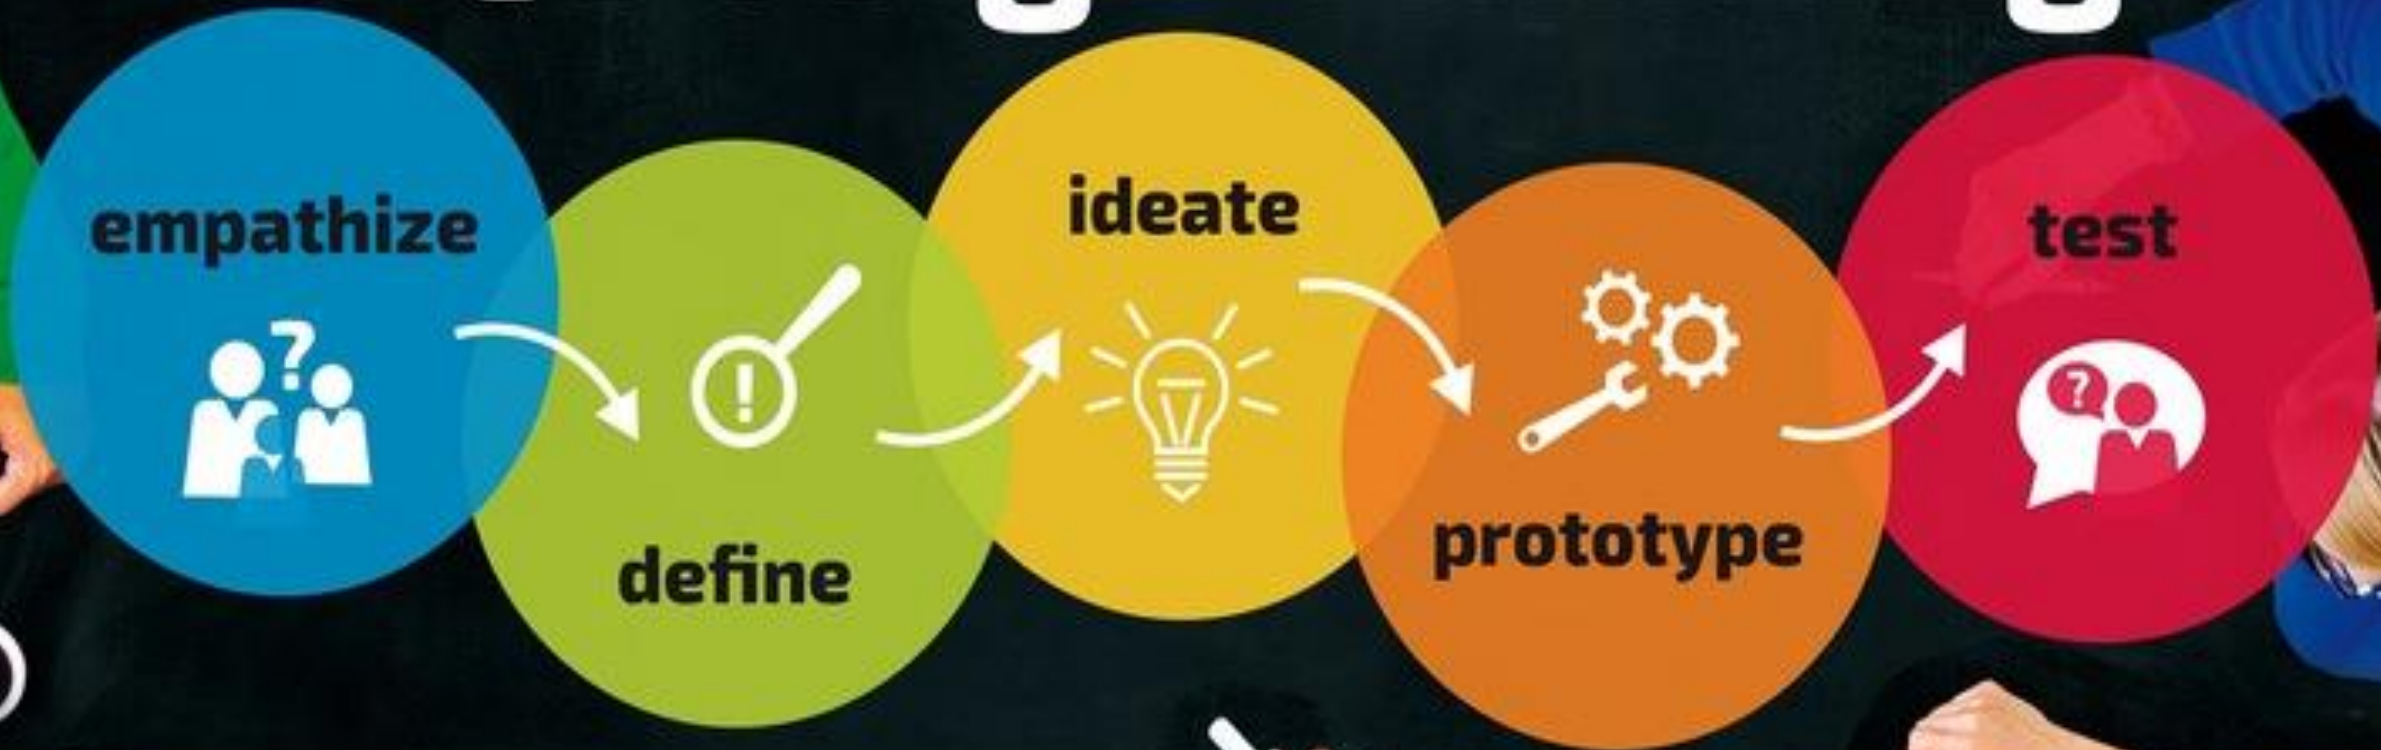 empathize
define
ideate
prototype
test
?
!
?